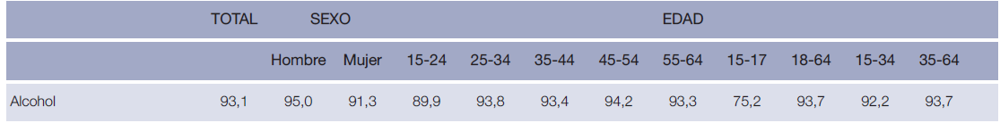 TOTAL SEXO EDAD
Hombre Mujer 15-24 25-34 35-44 45-54 55-64 15-17 18-64 15-34 35-64
Alcohol 93,1 95,0 91,3 89,9 93,8 93,4 94,2 93,3 75,2 93,7 92,2 93,7